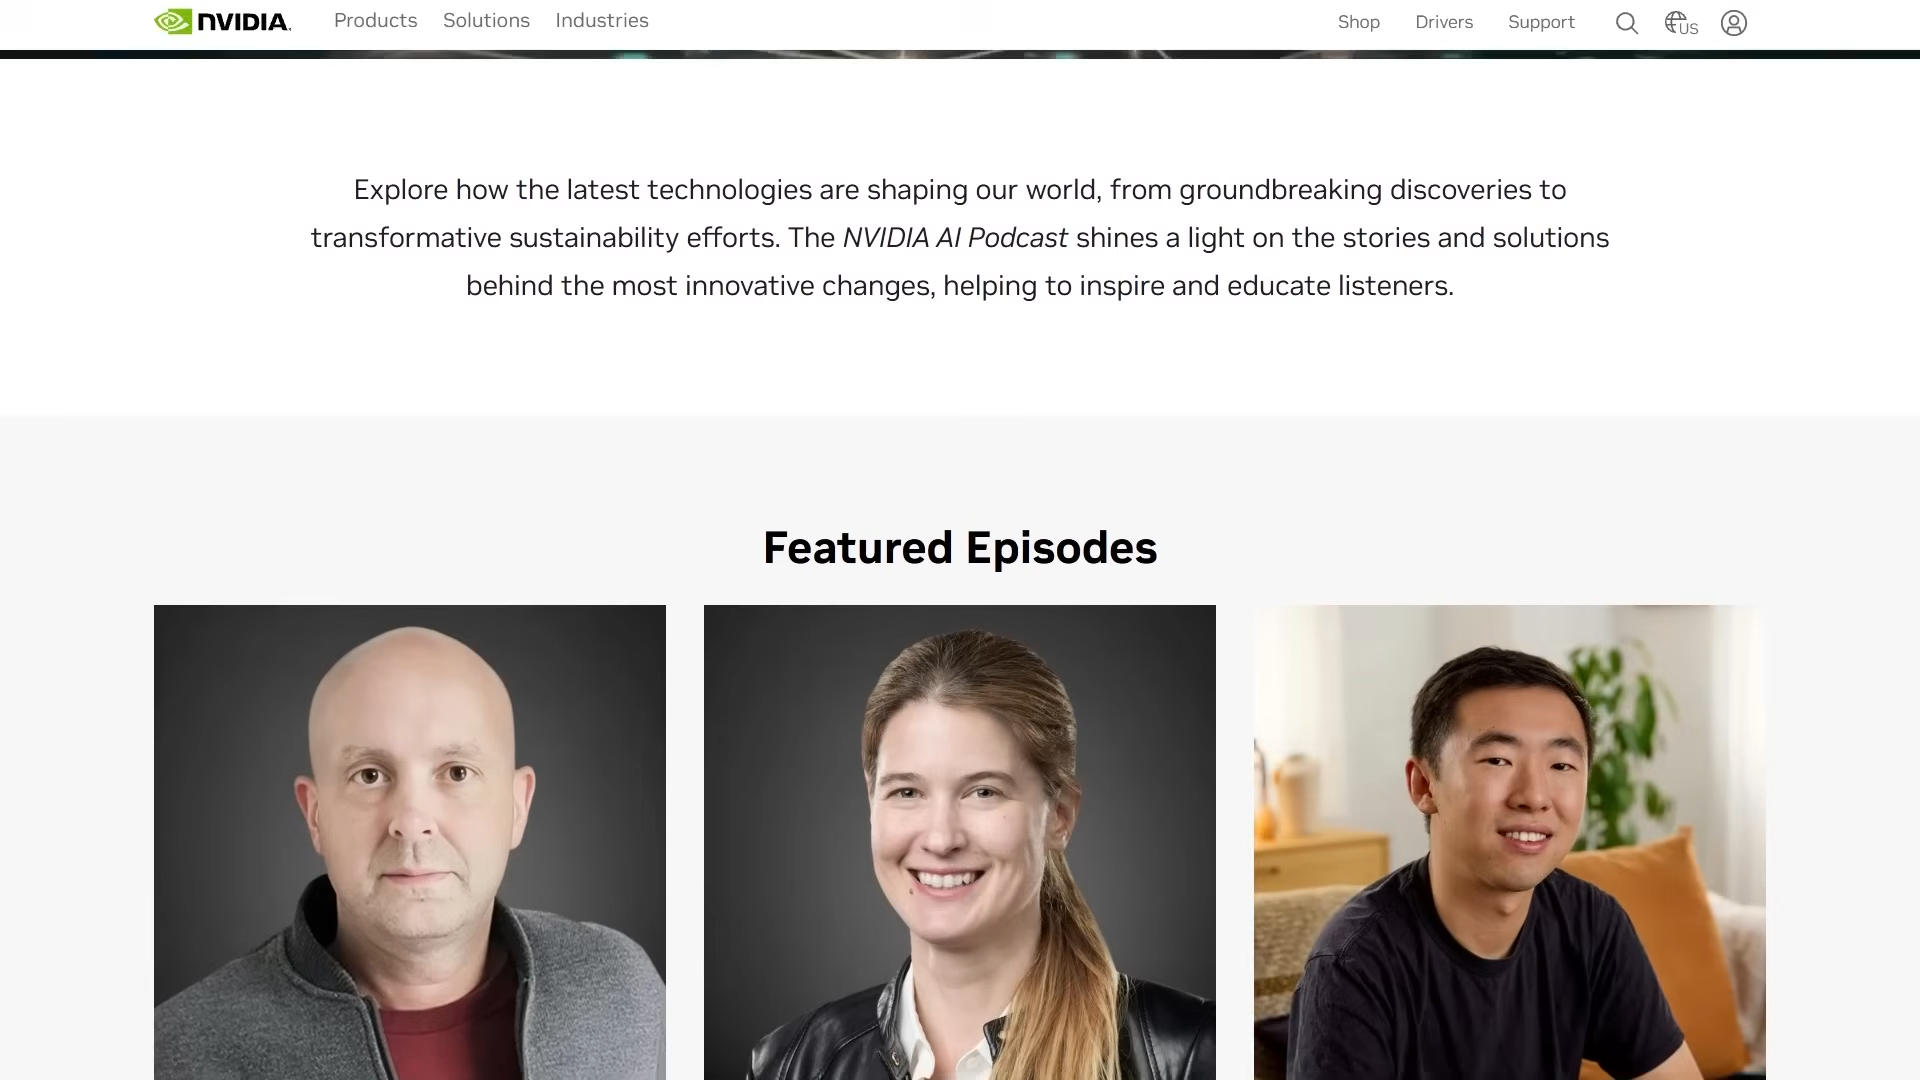 NVIDIA.
Products Solutions Industries
Shop Drivers Support US
Explore how the latest technologies are shaping our world, from groundbreaking discoveries to
transformative sustainability efforts. The NVIDIA AI Podcast shines a light on the stories and solutions
behind the most innovative changes, helping to inspire and educate listeners.
Featured Episodes